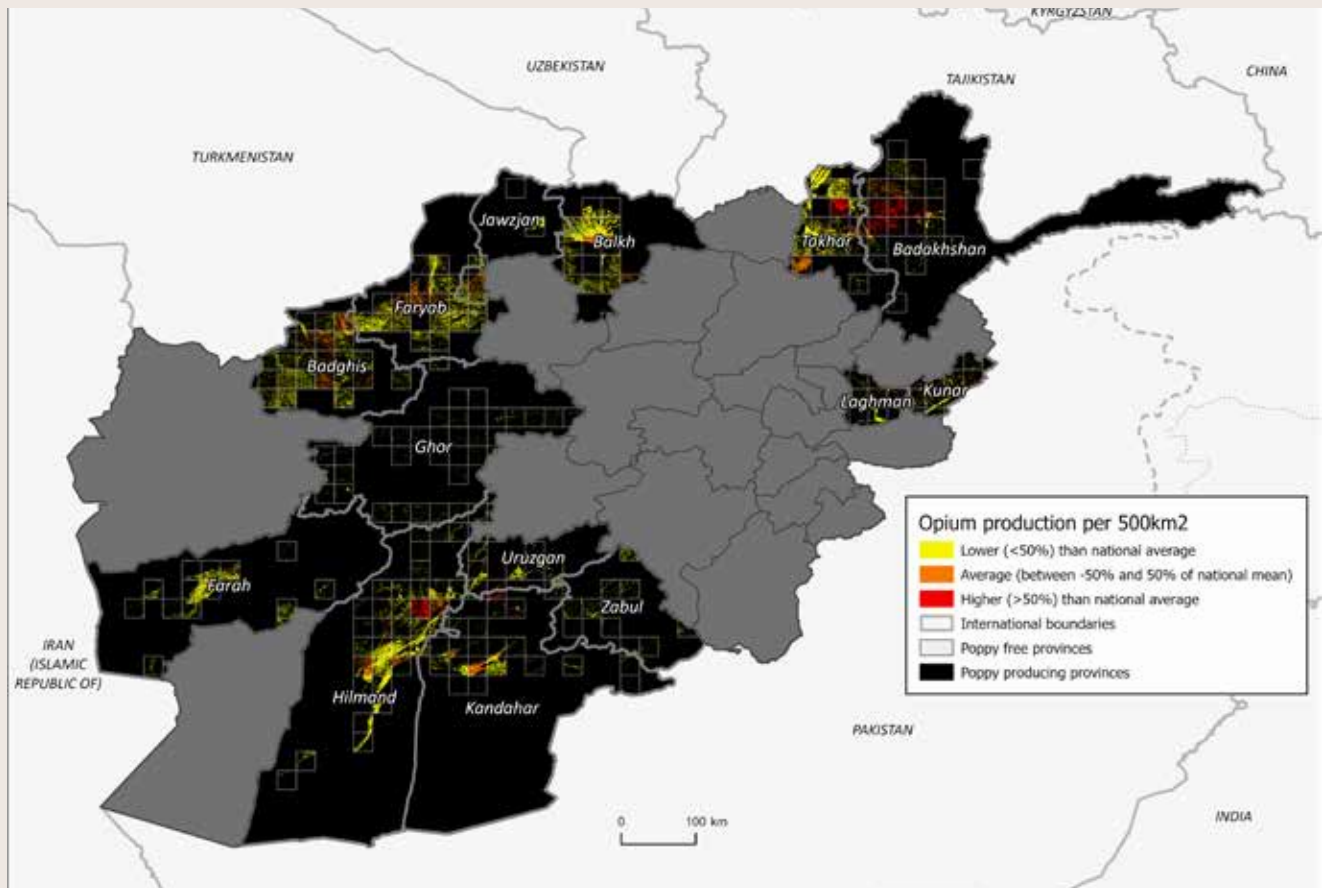 KYRGYZSTAN
UZBEKISTAN
TAJIKISTAN
CHINA
TURKMENISTAN
Jawzjan
Balkh
Takhar
Badakhshan
Faryab
Badghis
Laghman
Kunar
Ghor
Uruzgan
Farah
Zabul
IRAN
(ISLAMIC
REPUBLIC OF)
Hilmand
Kandahar
PAKISTAN
INDIA
0
100 km
Opium production per 500km2
Lower (<50%) than national average
Average (between -50% and 50% of national mean)
Higher (>50%) than national average
International boundaries
Poppy free provinces
Poppy producing provinces